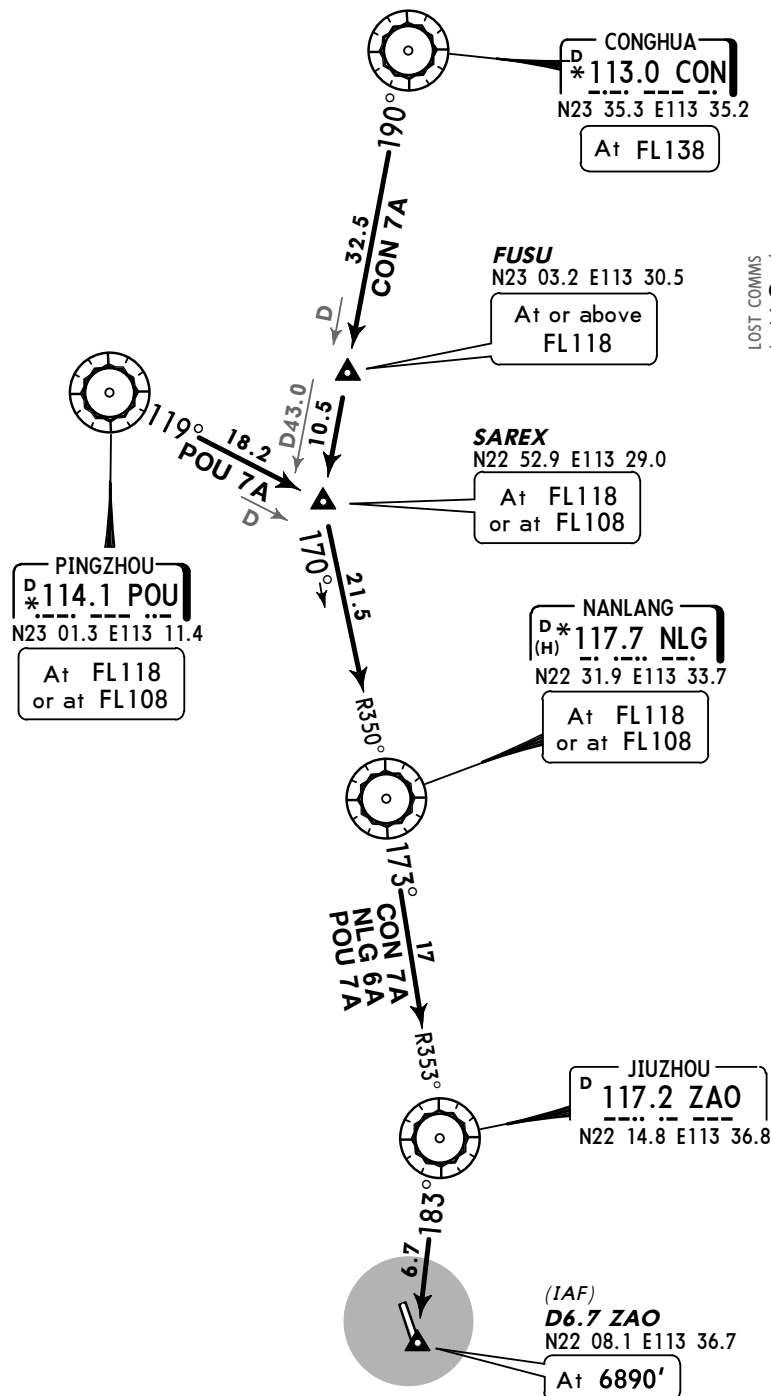 CONGHUA
D
* 113.0 CON
N23 35.3 E113 35.2
At FL138
190°
32.5
CON 7A
D
FUSU
N23 03.2 E113 30.5
At or above
FL118
LOST COMMS
119°
18.2
POU 7A
D
D43.0
10.5
SAREX
N22 52.9 E113 29.0
At FL118
or at FL108
PINGZHOU
D
* 114.1 POU
N23 01.3 E113 11.4
At FL118
or at FL108
170°
21.5
R350°
NANLANG
D * 117.7 NLG
(H)
N22 31.9 E113 33.7
At FL118
or at FL108
173°
17
CON 7A
NLG 6A
POU 7A
R353°
JIUZHOU
D 117.2 ZAO
N22 14.8 E113 36.8
183°
6.7
(IAF)
D6.7 ZAO
N22 08.1 E113 36.7
At 6890'